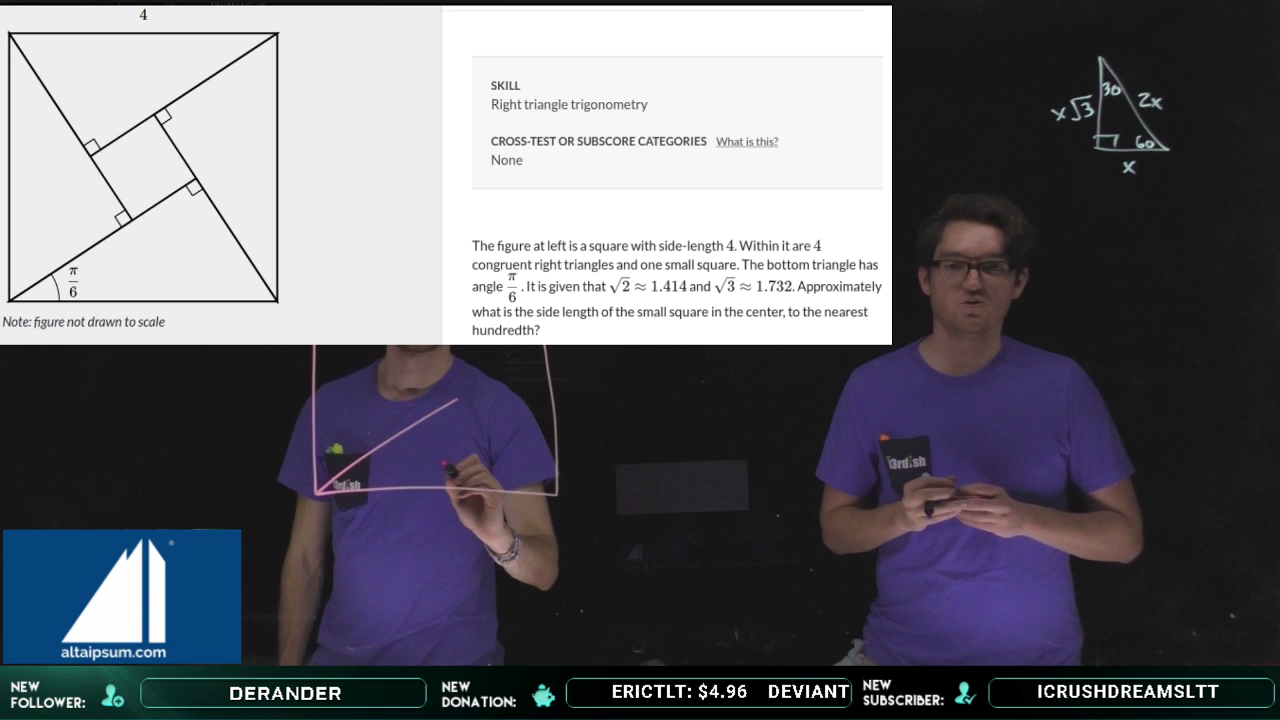 4
π
6
Note: figure not drawn to scale
SKILL
Right triangle trigonometry
CROSS-TEST OR SUBSCORE CATEGORIES What is this?
None
The figure at left is a square with side-length 4. Within it are 4
congruent right triangles and one small square. The bottom triangle has
angle π/6. It is given that √2 ≈ 1.414 and √3 ≈ 1.732. Approximately
what is the side length of the small square in the center, to the nearest
hundredth?
30
x√3
2x
60
x
altaipsum.com
NEW FOLLOWER:
DERANDER
NEW DONATION:
ERICTLT: $4.96 DEVIANT
NEW SUBSCRIBER:
ICRUSHDREAMSLTT